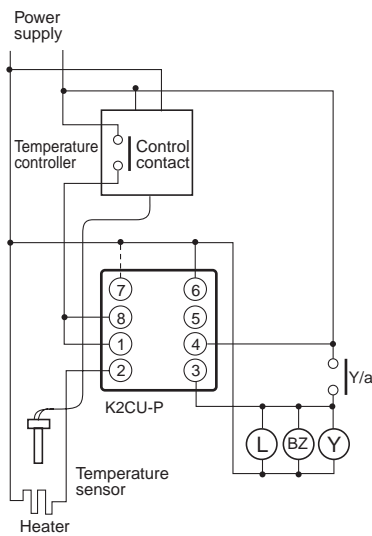 Power
supply
Temperature
controller
Control
contact
7
6
8
5
1
4
2
3
Y/a
K2CU-P
L
BZ
Y
Temperature
sensor
Heater